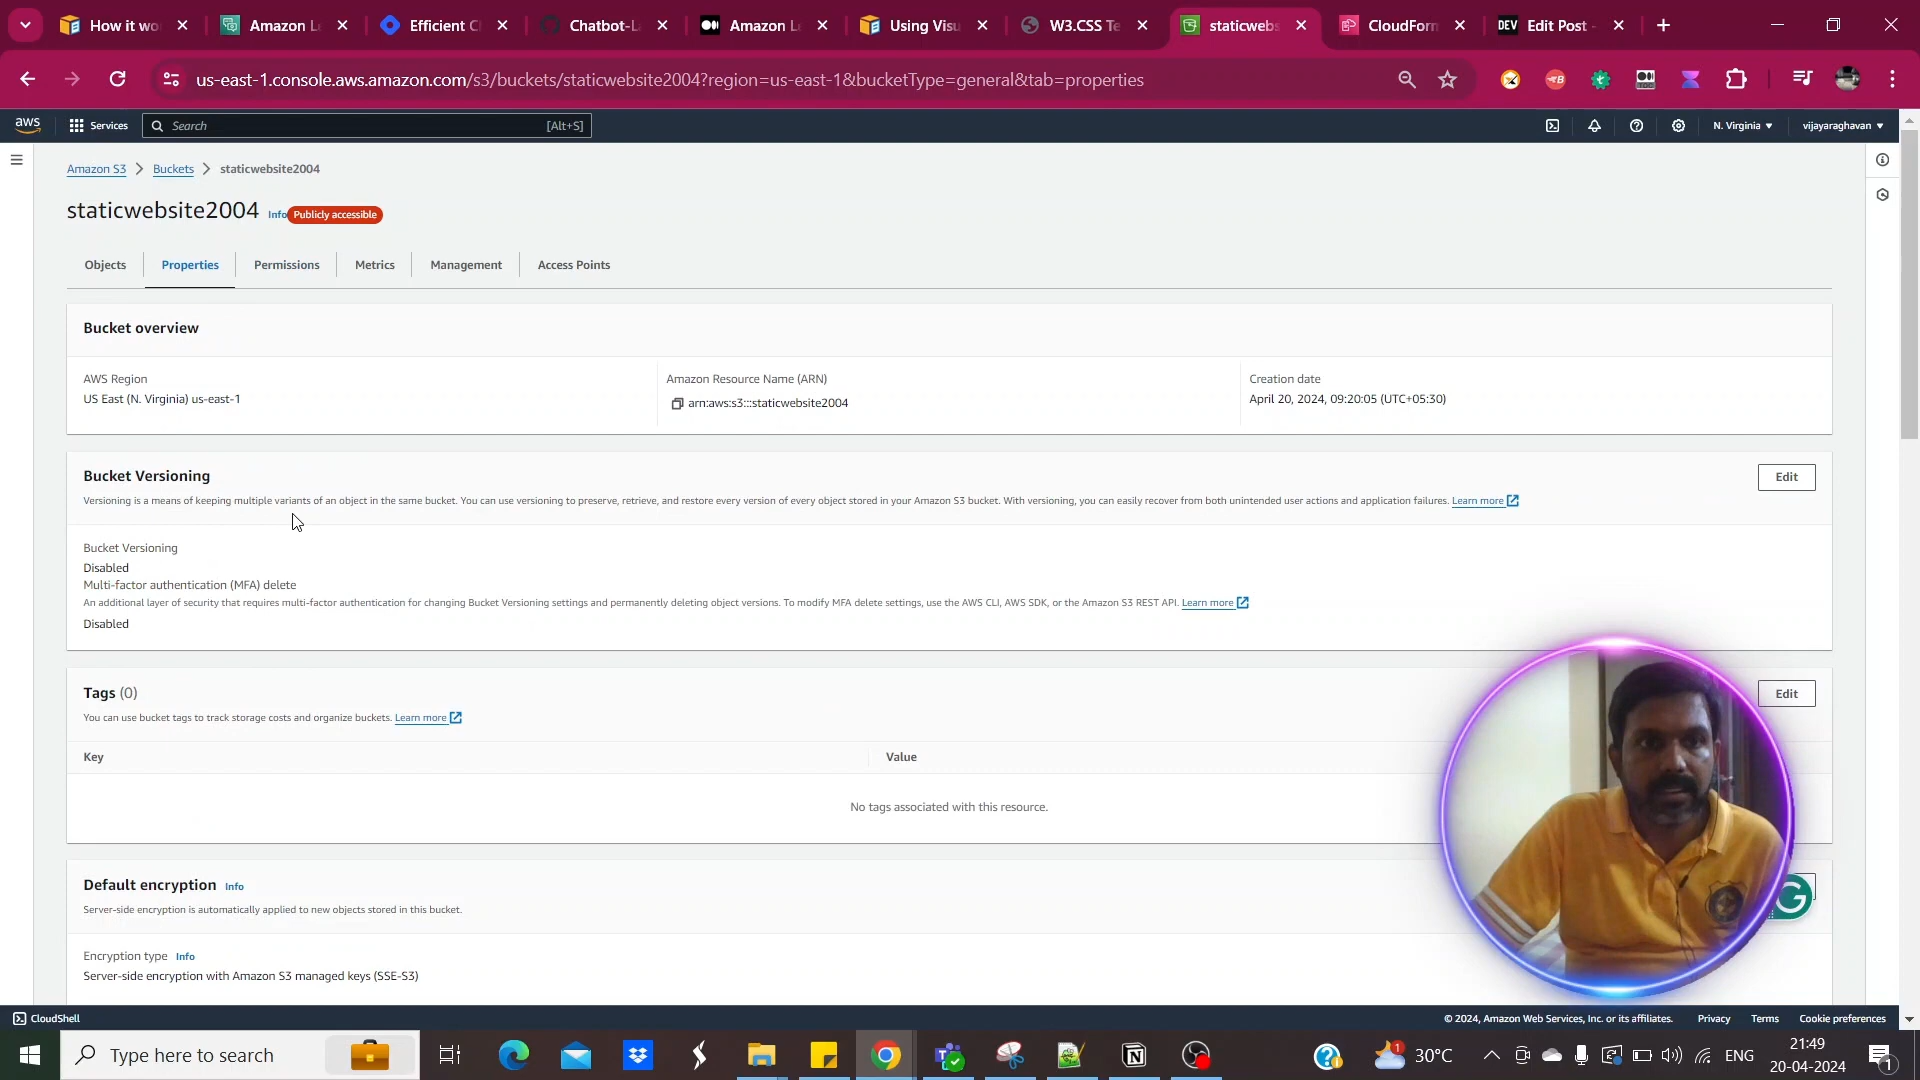 How it wo
Amazon Le
Efficient Cl
Chatbot-L
Amazon Le
Using Visu
W3.CSS Te
staticwebs
CloudForm
DEV
Edit Post -
us-east-1.console.aws.amazon.com/s3/buckets/staticwebsite2004?region=us-east-1&bucketType=general&tab=properties
aws
Services
Search
[Alt+S]
N. Virginia
vijayaraghavan
Amazon S3
Buckets
staticwebsite2004
staticwebsite2004 Info Publicly accessible
Objects
Properties
Permissions
Metrics
Management
Access Points
Bucket overview
AWS Region
US East (N. Virginia) us-east-1
Amazon Resource Name (ARN)
arn:aws:s3:::staticwebsite2004
Creation date
April 20, 2024, 09:20:05 (UTC+05:30)
Bucket Versioning
Edit
Versioning is a means of keeping multiple variants of an object in the same bucket. You can use versioning to preserve, retrieve, and restore every version of every object stored in your Amazon S3 bucket. With versioning, you can easily recover from both unintended user actions and application failures. Learn more
Bucket Versioning
Disabled
Multi-factor authentication (MFA) delete
An additional layer of security that requires multi-factor authentication for changing Bucket Versioning settings and permanently deleting object versions. To modify MFA delete settings, use the AWS CLI, AWS SDK, or the Amazon S3 REST API. Learn more
Disabled
Tags (0)
Edit
You can use bucket tags to track storage costs and organize buckets. Learn more
Key
Value
No tags associated with this resource.
Default encryption Info
Server-side encryption is automatically applied to new objects stored in this bucket.
Encryption type Info
Server-side encryption with Amazon S3 managed keys (SSE-S3)
CloudShell
© 2024, Amazon Web Services, Inc. or its affiliates.
Privacy
Terms
Cookie preferences
Type here to search
1
30°C
ENG
21:49
20-04-2024
1